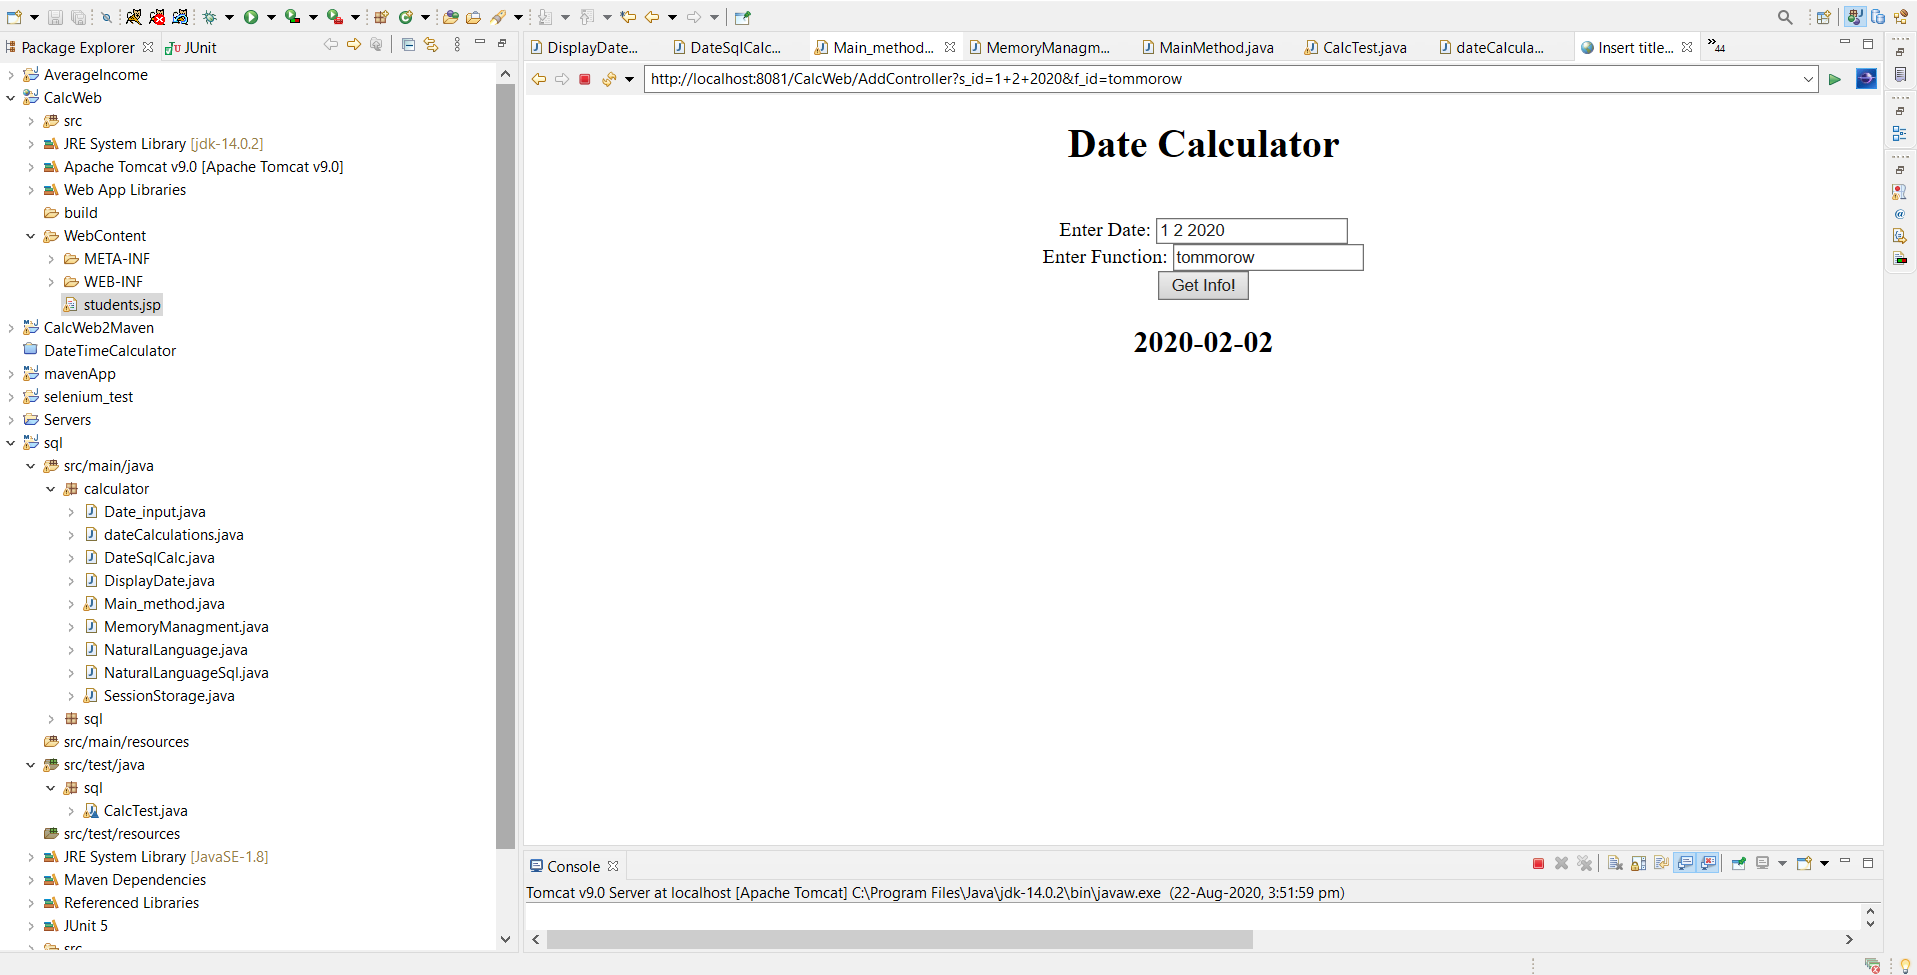 Package Explorer
JUnit
AverageIncome
CalcWeb
src
JRE System Library [jdk-14.0.2]
Apache Tomcat v9.0 [Apache Tomcat v9.0]
Web App Libraries
build
WebContent
META-INF
WEB-INF
students.jsp
CalcWeb2Maven
DateTimeCalculator
mavenApp
selenium_test
Servers
sql
src/main/java
calculator
Date_input.java
dateCalculations.java
DateSqlCalc.java
DisplayDate.java
Main_method.java
MemoryManagment.java
NaturalLanguage.java
NaturalLanguageSql.java
SessionStorage.java
sql
src/main/resources
src/test/java
sql
CalcTest.java
src/test/resources
JRE System Library [JavaSE-1.8]
Maven Dependencies
Referenced Libraries
JUnit 5
src
DisplayDate...
DateSqlCalc...
Main_method...
MemoryManagm...
MainMethod.java
CalcTest.java
dateCalcula...
Insert title...
»44
http://localhost:8081/CalcWeb/AddController?s_id=1+2+2020&f_id=tommorow
Date Calculator
Enter Date: 1 2 2020
Enter Function: tommorow
Get Info!
2020-02-02
Console
Tomcat v9.0 Server at localhost [Apache Tomcat] C:\Program Files\Java\jdk-14.0.2\bin\javaw.exe (22-Aug-2020, 3:51:59 pm)